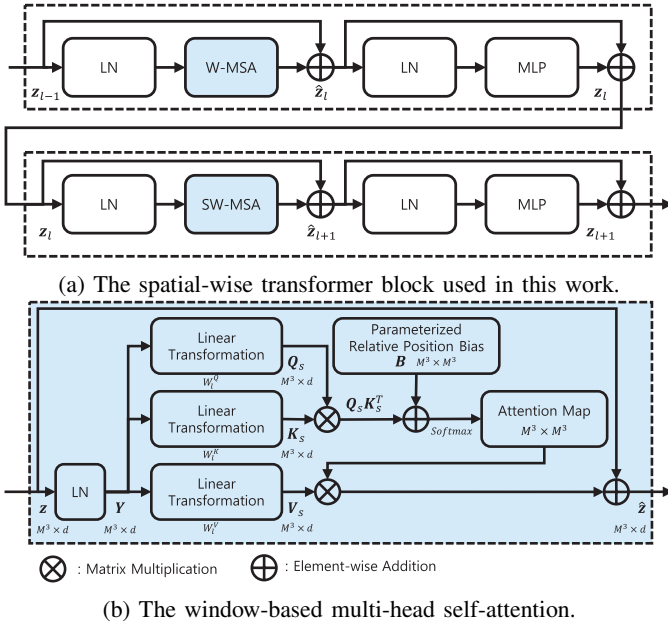 LN
W-MSA
LN
MLP
z_{l-1}
ẑ_l
z_l
LN
SW-MSA
LN
MLP
z_l
ẑ_{l+1}
z_{l+1}
(a) The spatial-wise transformer block used in this work.
Linear
Transformation
Q_s
W_l^Q
M^3 × d
Parameterized
Relative Position Bias
B M^3 × M^3
Linear
Transformation
K_s
W_l^K
M^3 × d
Q_s K_s^T
Softmax
Attention Map
M^3 × M^3
LN
Linear
Transformation
z
Y
V_s
ẑ
M^3 × d
M^3 × d
W_l^V
M^3 × d
M^3 × d
: Matrix Multiplication
: Element-wise Addition
(b) The window-based multi-head self-attention.